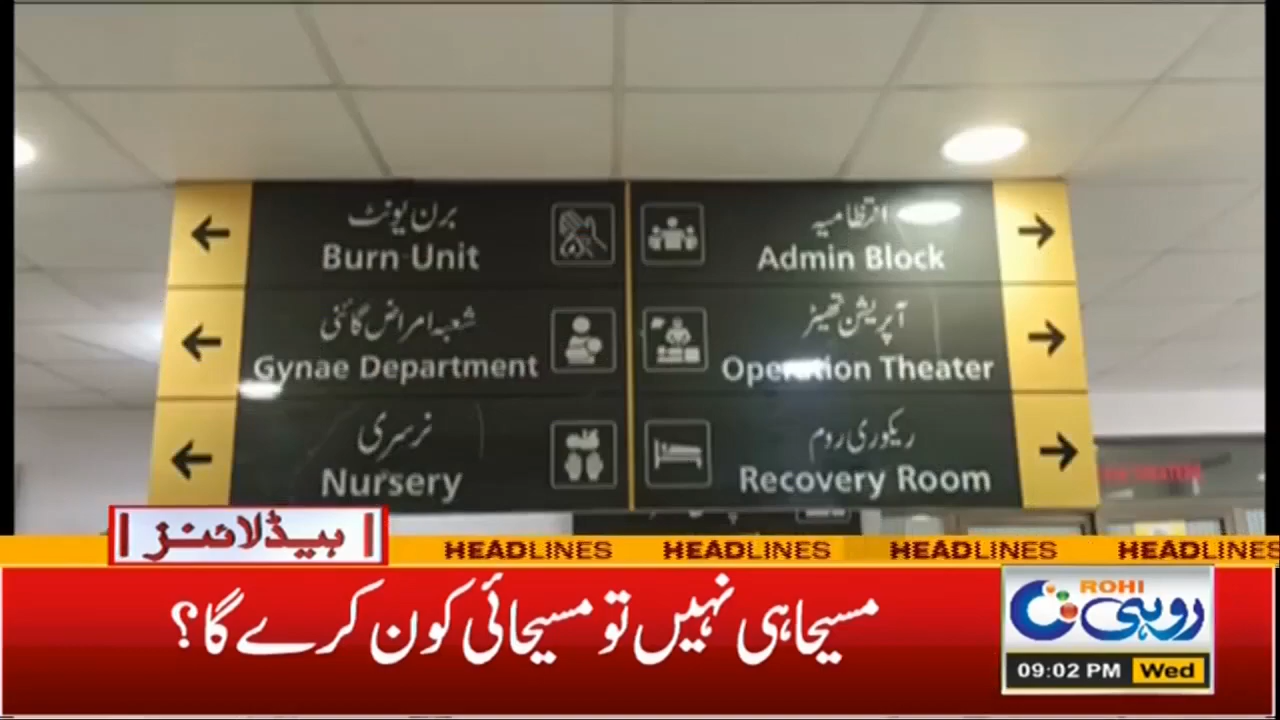 برن یونٹ
Burn Unit
شعبہ امراض گائنی
Gynae Department
نرسری
Nursery
انتظامیہ
Admin Block
آپریشن تھیٹر
Operation Theater
ریکوری روم
Recovery Room
ہیڈلائنز
HEADLINES HEADLINES HEADLINES HEADLINES
مسیحا ہی نہیں تو مسیحائی کون کرے گا؟
ROHI
روہی
09:02 PM Wed